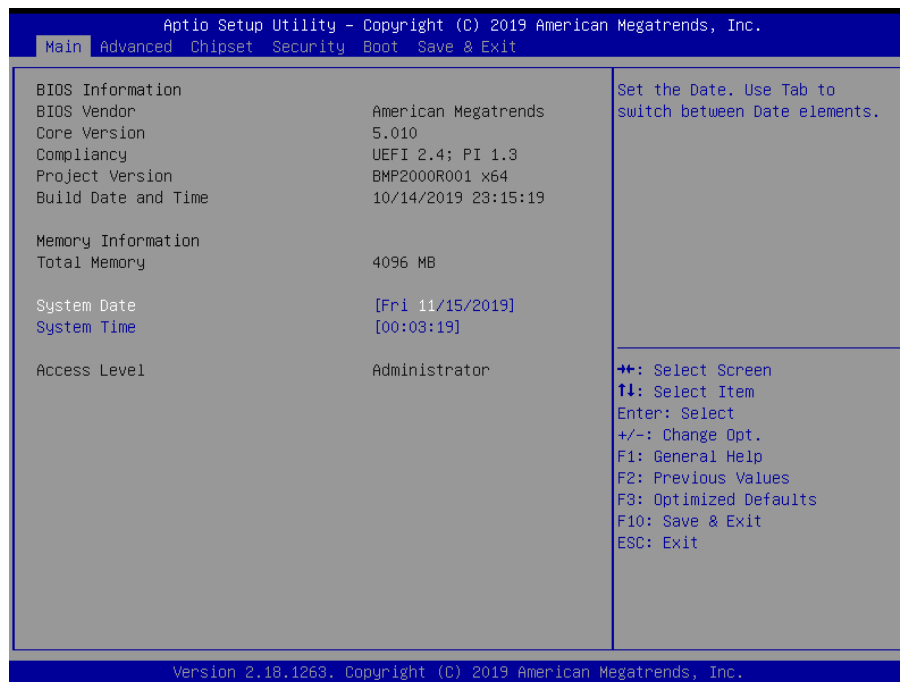 Aptio Setup Utility – Copyright (C) 2019 American Megatrends, Inc.
Main Advanced Chipset Security Boot Save & Exit
BIOS Information
BIOS Vendor American Megatrends
Core Version 5.010
Compliancy UEFI 2.4; PI 1.3
Project Version BMP2000R001 x64
Build Date and Time 10/14/2019 23:15:19
Memory Information
Total Memory 4096 MB
System Date [Fri 11/15/2019]
System Time [00:03:19]
Access Level Administrator
Set the Date. Use Tab to
switch between Date elements.
→←: Select Screen
↑↓: Select Item
Enter: Select
+/-: Change Opt.
F1: General Help
F2: Previous Values
F3: Optimized Defaults
F10: Save & Exit
ESC: Exit
Version 2.18.1263. Copyright (C) 2019 American Megatrends, Inc.